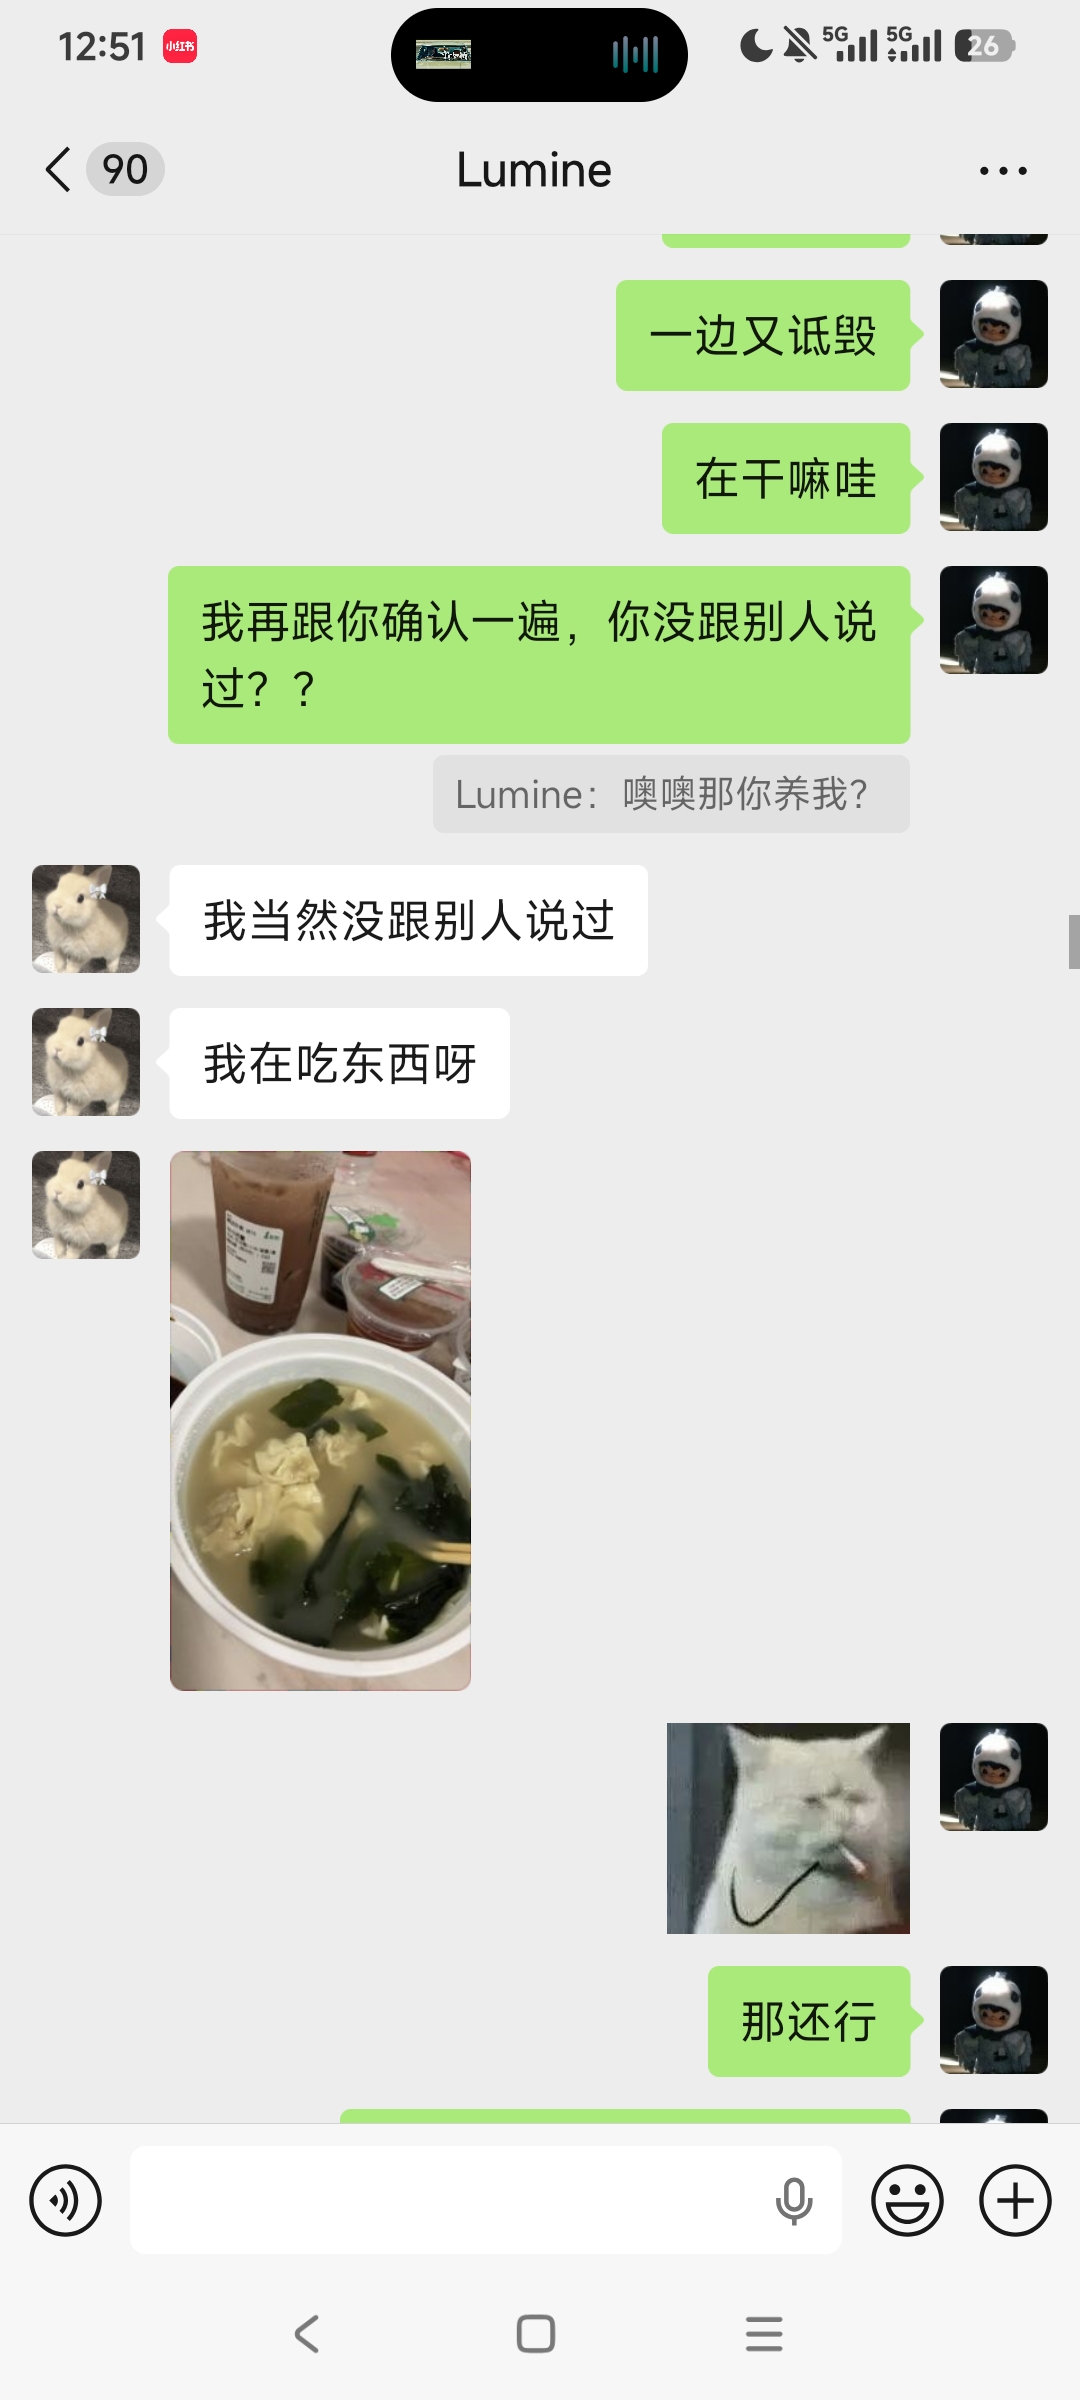 12:51
小红书
5G
5G
26
90
Lumine
一边又诋毁
在干嘛哇
我再跟你确认一遍，你没跟别人说
过？？
Lumine：噢噢那你养我？
我当然没跟别人说过
我在吃东西呀
那还行